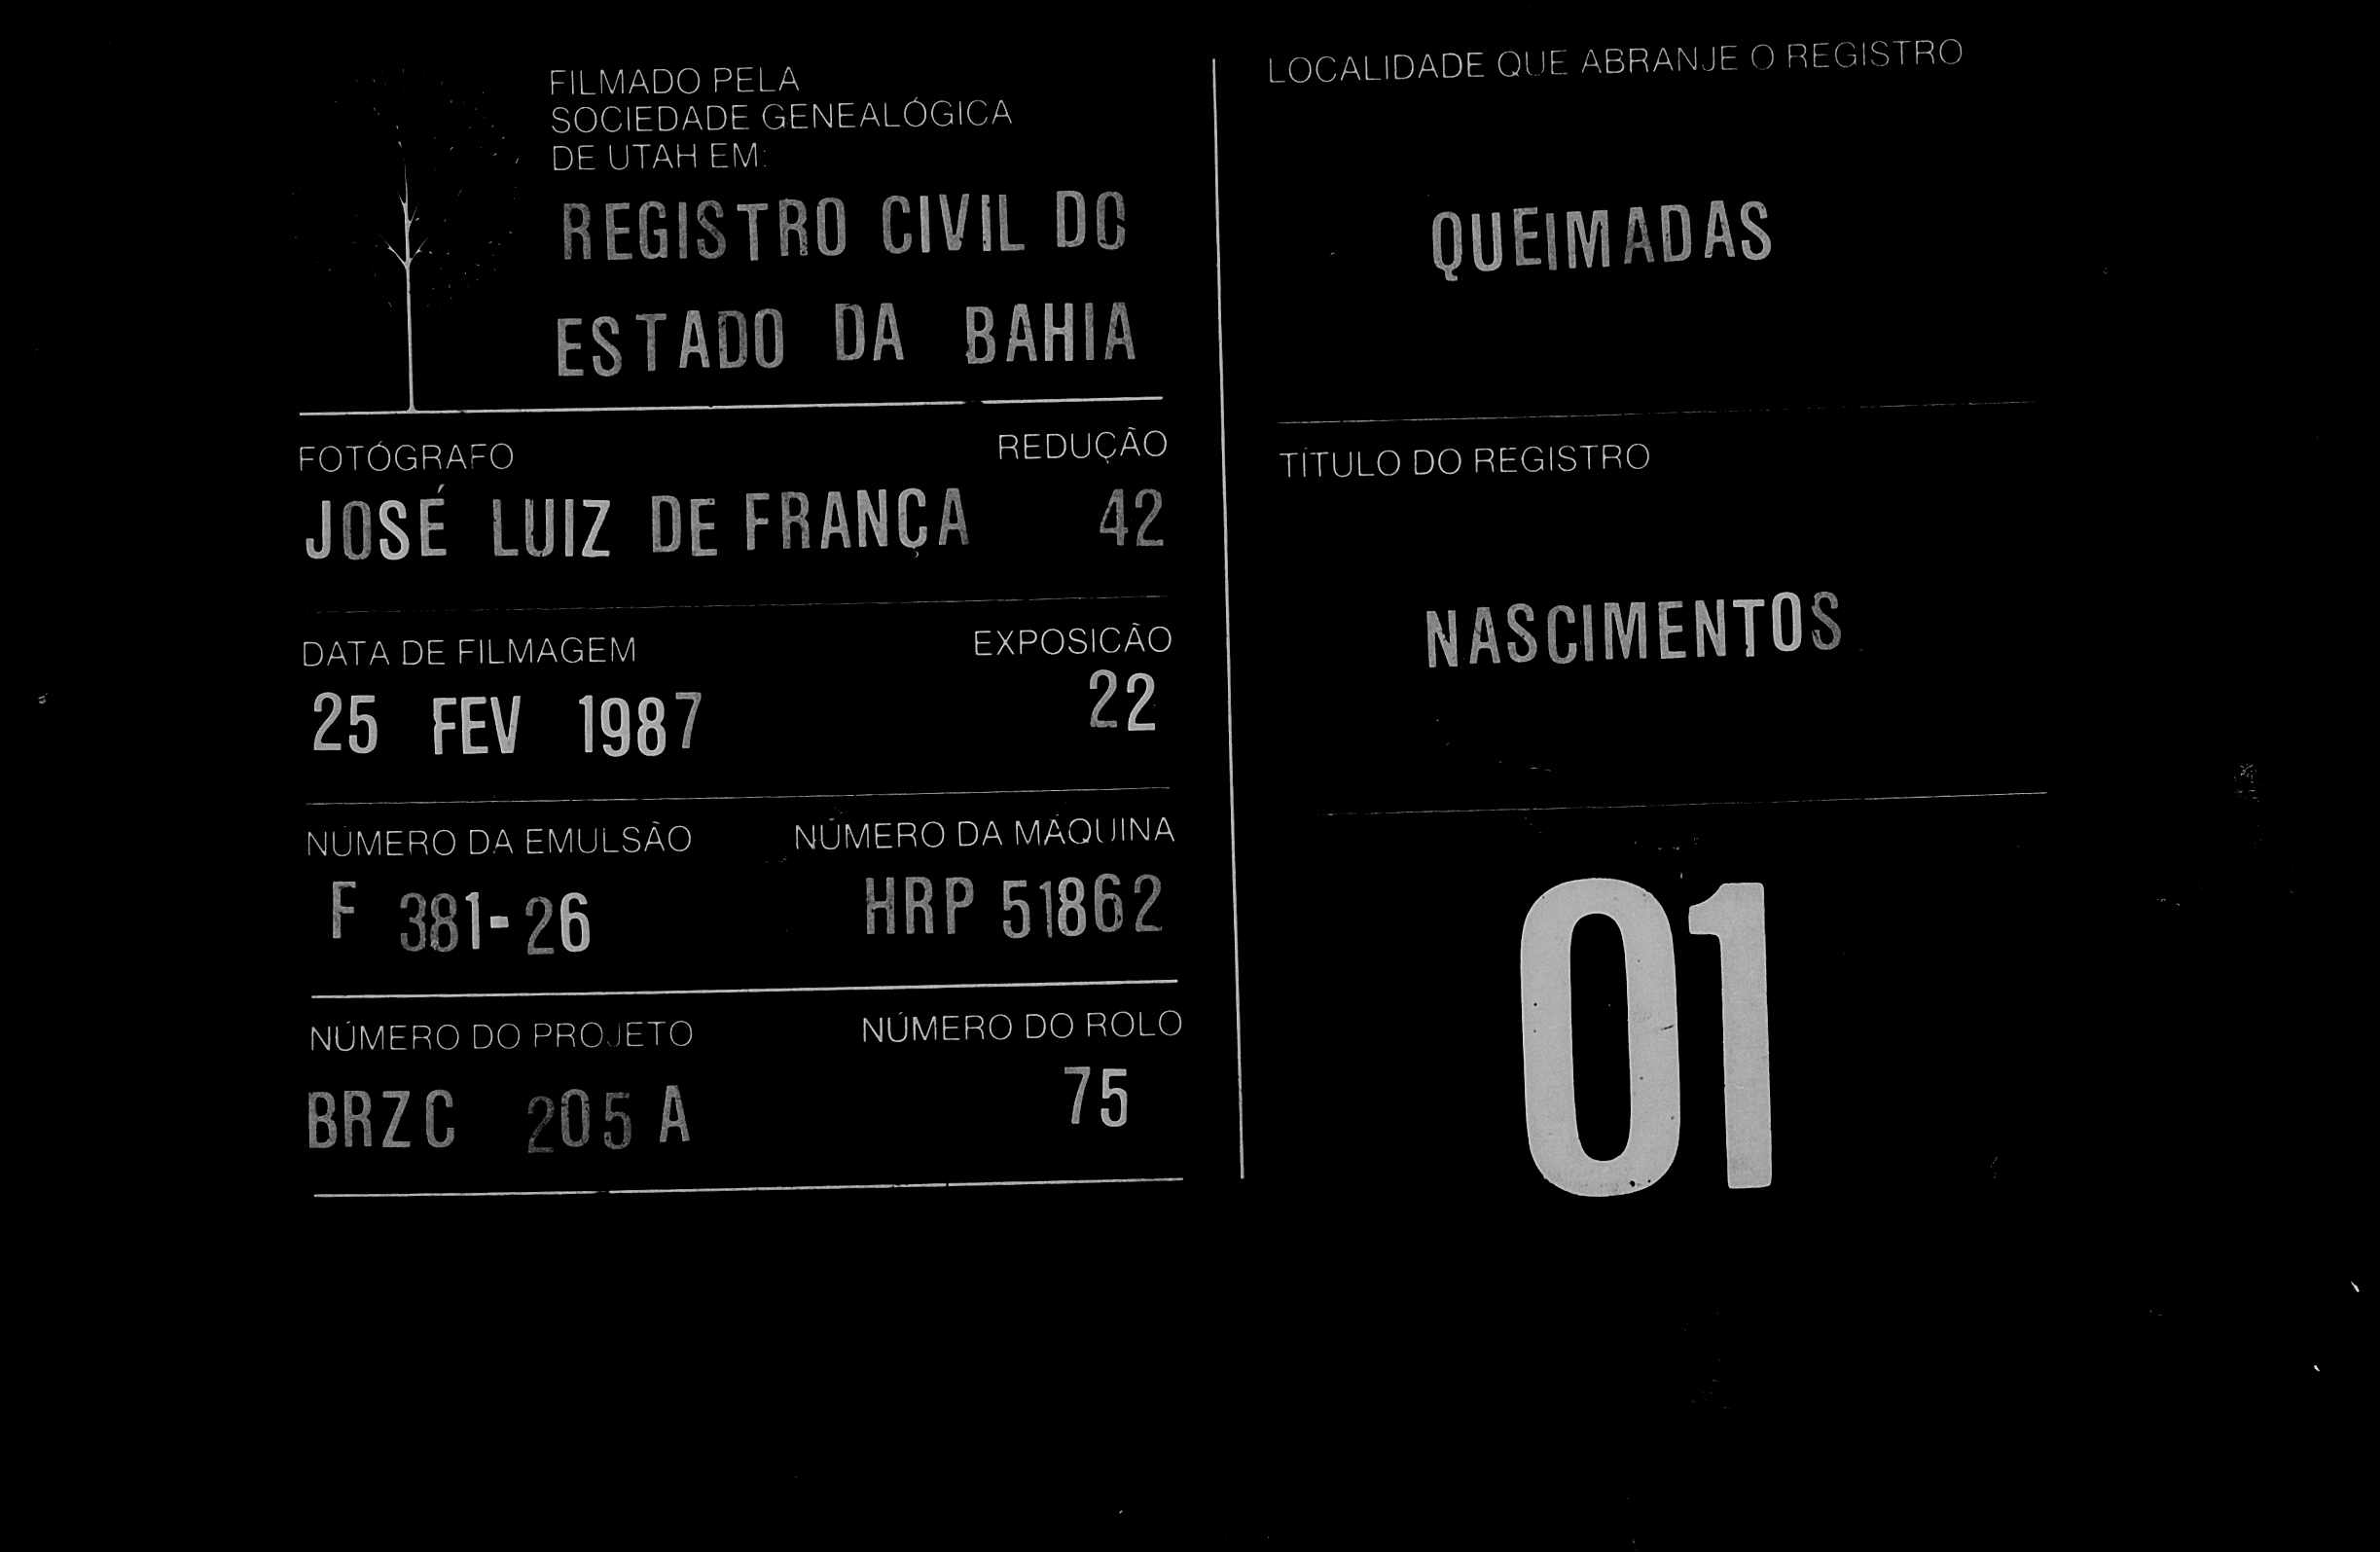 FILMADO PELA
SOCIEDADE GENEALÓGICA
DE UTAH EM:
REGISTRO CIVIL DO
ESTADO DA BAHIA
FOTÓGRAFO
REDUÇÃO
JOSÉ LUIZ DE FRANÇA
42
DATA DE FILMAGEM
EXPOSICÃO
25 FEV 1987
22
NÚMERO DA EMULSÃO
NÚMERO DA MÁQUINA
F 381-26
HRP 51862
NÚMERO DO PROJETO
NÚMERO DO ROLO
BRZC 205 A
75
LOCALIDADE QUE ABRANJE O REGISTRO
QUEIMADAS
TÍTULO DO REGISTRO
NASCIMENTOS
01